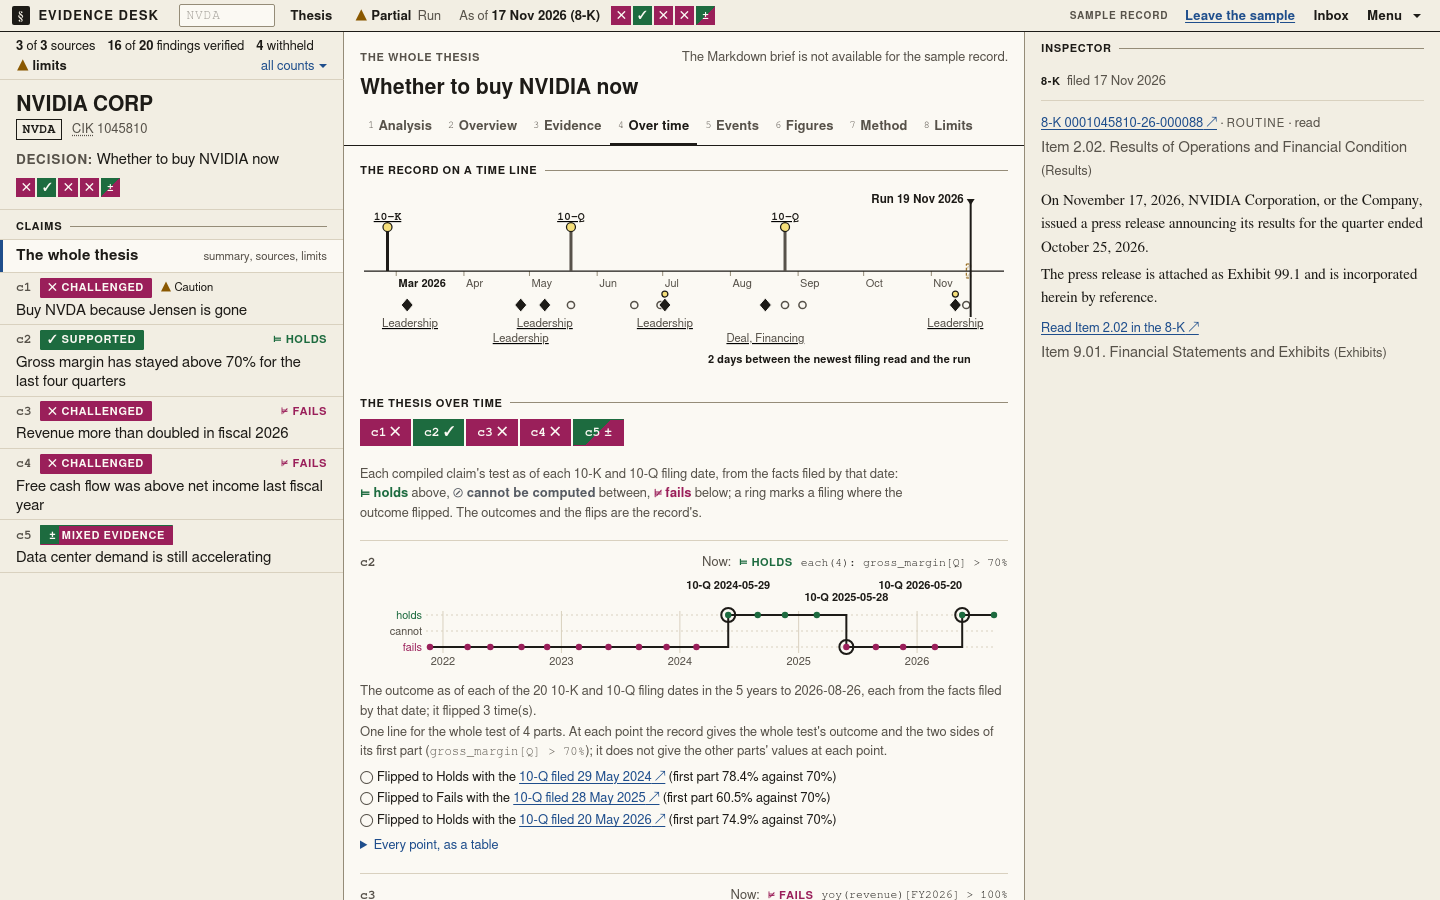 § EVIDENCE DESK NVDA Thesis Partial Run As of 17 Nov 2026 (8-K) ✕ ✓ ✕ ✕ ± SAMPLE RECORD Leave the sample Inbox Menu
3 of 3 sources 16 of 20 findings verified 4 withheld
limits all counts
NVIDIA CORP
NVDA CIK 1045810
DECISION: Whether to buy NVIDIA now
✕ ✓ ✕ ✕ ±
CLAIMS
The whole thesis summary, sources, limits
c1 ✕ CHALLENGED Caution
Buy NVDA because Jensen is gone
c2 ✓ SUPPORTED ⊨ HOLDS
Gross margin has stayed above 70% for the
last four quarters
c3 ✕ CHALLENGED ⊭ FAILS
Revenue more than doubled in fiscal 2026
c4 ✕ CHALLENGED ⊭ FAILS
Free cash flow was above net income last fiscal
year
c5 ± MIXED EVIDENCE
Data center demand is still accelerating
THE WHOLE THESIS The Markdown brief is not available for the sample record.
Whether to buy NVIDIA now
1 Analysis 2 Overview 3 Evidence 4 Over time 5 Events 6 Figures 7 Method 8 Limits
THE RECORD ON A TIME LINE
Run 19 Nov 2026
10-K 10-Q 10-Q
Mar 2026 Apr May Jun Jul Aug Sep Oct Nov
Leadership Leadership Leadership Leadership
Leadership Deal, Financing
2 days between the newest filing read and the run
THE THESIS OVER TIME
c1 ✕ c2 ✓ c3 ✕ c4 ✕ c5 ±
Each compiled claim's test as of each 10-K and 10-Q filing date, from the facts filed by that date:
⊨ holds above, ⊘ cannot be computed between, ⊭ fails below; a ring marks a filing where the
outcome flipped. The outcomes and the flips are the record's.
c2 Now: ⊨ HOLDS each(4): gross_margin[Q] > 70%
10-Q 2024-05-29 10-Q 2026-05-20
10-Q 2025-05-28
holds
cannot
fails
2022 2023 2024 2025 2026
The outcome as of each of the 20 10-K and 10-Q filing dates in the 5 years to 2026-08-26, each from the facts filed
by that date; it flipped 3 time(s).
One line for the whole test of 4 parts. At each point the record gives the whole test's outcome and the two sides of
its first part (gross_margin[Q] > 70%); it does not give the other parts' values at each point.
Flipped to Holds with the 10-Q filed 29 May 2024 ↗ (first part 78.4% against 70%)
Flipped to Fails with the 10-Q filed 28 May 2025 ↗ (first part 60.5% against 70%)
Flipped to Holds with the 10-Q filed 20 May 2026 ↗ (first part 74.9% against 70%)
Every point, as a table
c3 Now: ⊭ FAILS yoy(revenue)[FY2026] > 100%
INSPECTOR
8-K filed 17 Nov 2026
8-K 0001045810-26-000088 ↗ · ROUTINE · read
Item 2.02. Results of Operations and Financial Condition
(Results)
On November 17, 2026, NVIDIA Corporation, or the Company,
issued a press release announcing its results for the quarter ended
October 25, 2026.
The press release is attached as Exhibit 99.1 and is incorporated
herein by reference.
Read Item 2.02 in the 8-K ↗
Item 9.01. Financial Statements and Exhibits (Exhibits)